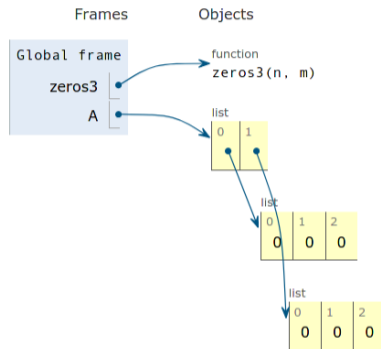 Frames Objects
Global frame
zeros3
A
function
zeros3(n, m)
list
0 1
list
0 1 2
0 0 0
list
0 1 2
0 0 0